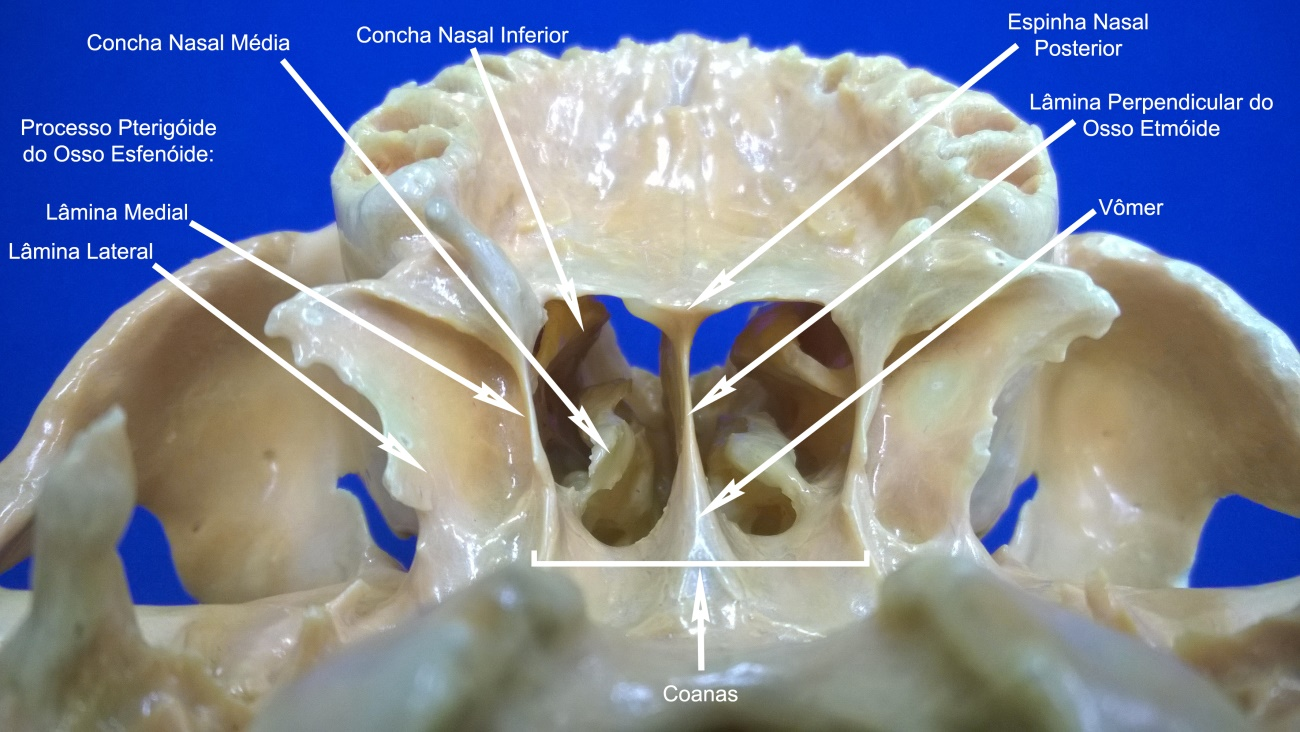 Concha Nasal Média
Concha Nasal Inferior
Espinha Nasal
Posterior
Lâmina Perpendicular do
Osso Etmóide
Processo Pterigóide
do Osso Esfenóide:
Lâmina Medial
Lâmina Lateral
Vômer
Coanas